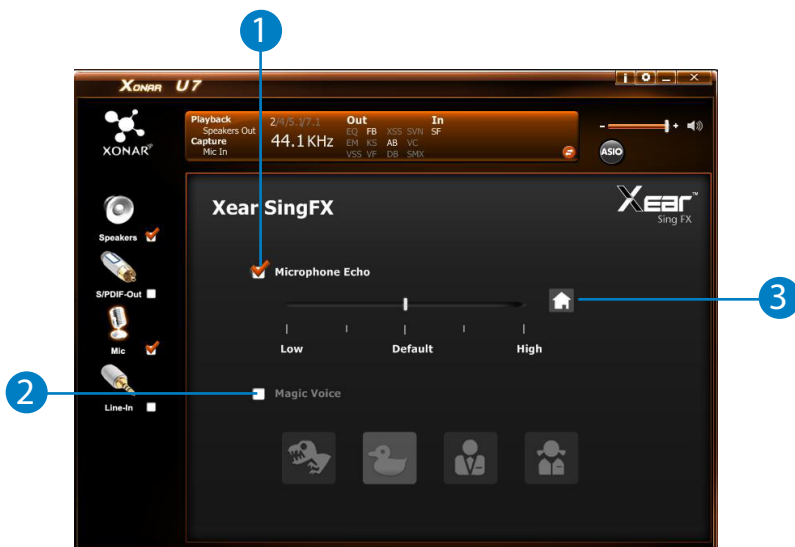 1
XONAR U7
i
Playback
Speakers Out
Capture
Mic In
2/4/5.1/7.1
44.1KHz
Out In
EQ FB XSS SVN SF
EM KS AB VC
VSS VF DB SMX
- +
ASIO
XONAR
Speakers
S/PDIF-Out
Mic
Line-In
Xear SingFX
Xear™
Sing FX
Microphone Echo
3
Low Default High
2
Magic Voice